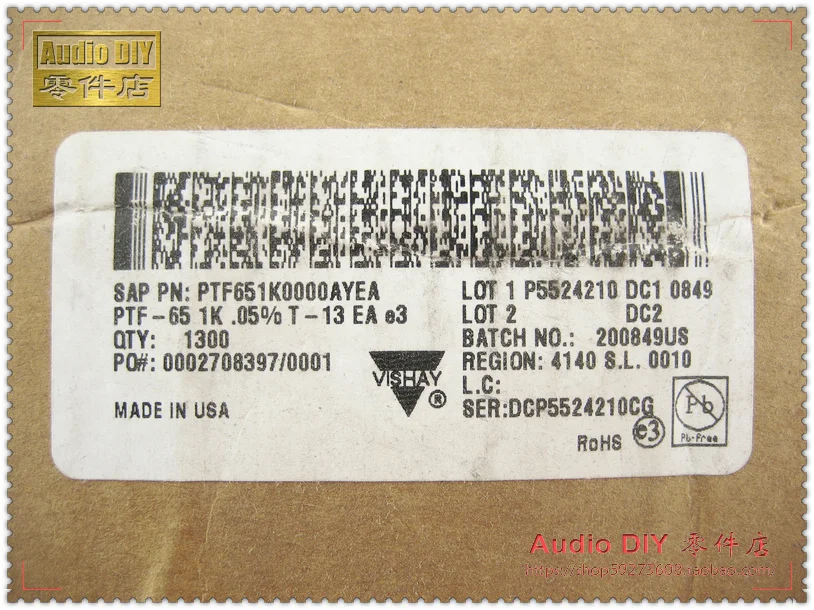 Audio DIY
零件店
SAP PN: PTF651K0000AYEA
PTF-65 1K .05% T-13 EA e3
QTY: 1300
PO#: 0002708397/0001
MADE IN USA
VISHAY
®
LOT 1 P5524210 DC1 0849
LOT 2 DC2
BATCH NO.: 200849US
REGION: 4140 S.L. 0010
L.C:
SER:DCP5524210CG
RoHS e3
Pb
Pb-Free
Audio DIY 零件店